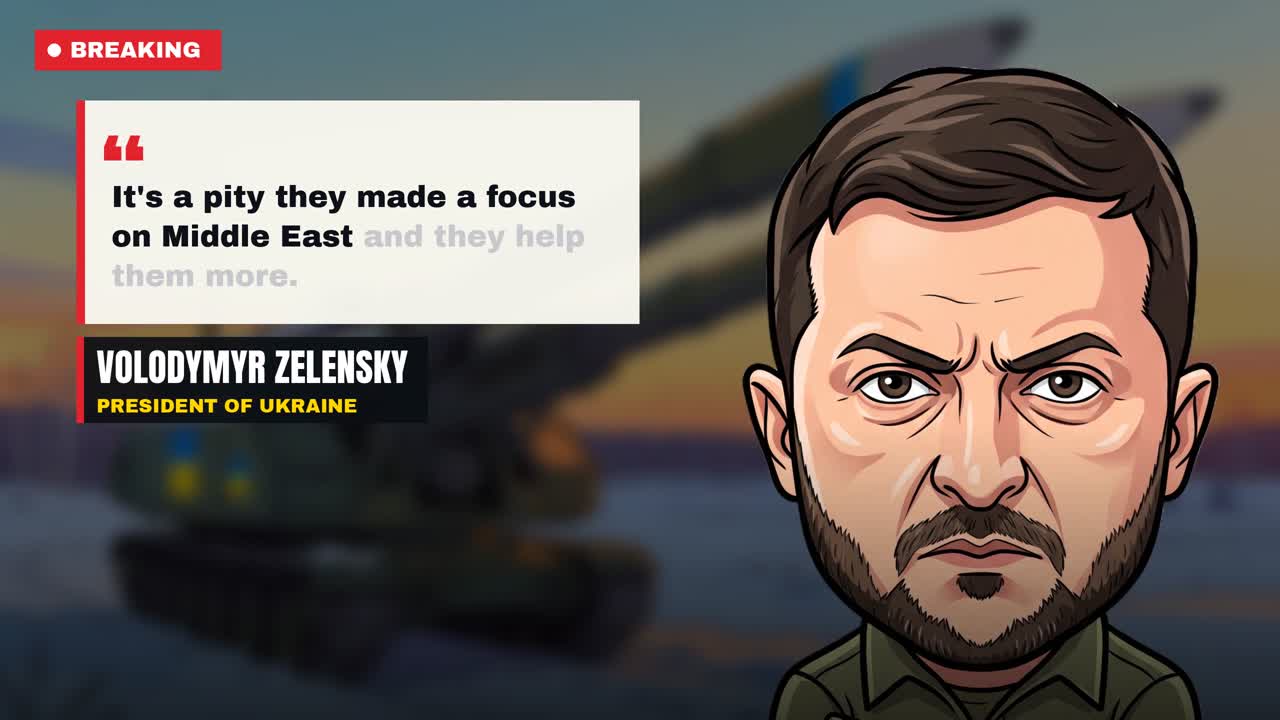 BREAKING
It's a pity they made a focus
on Middle East and they help
them more.
VOLODYMYR ZELENSKY
PRESIDENT OF UKRAINE